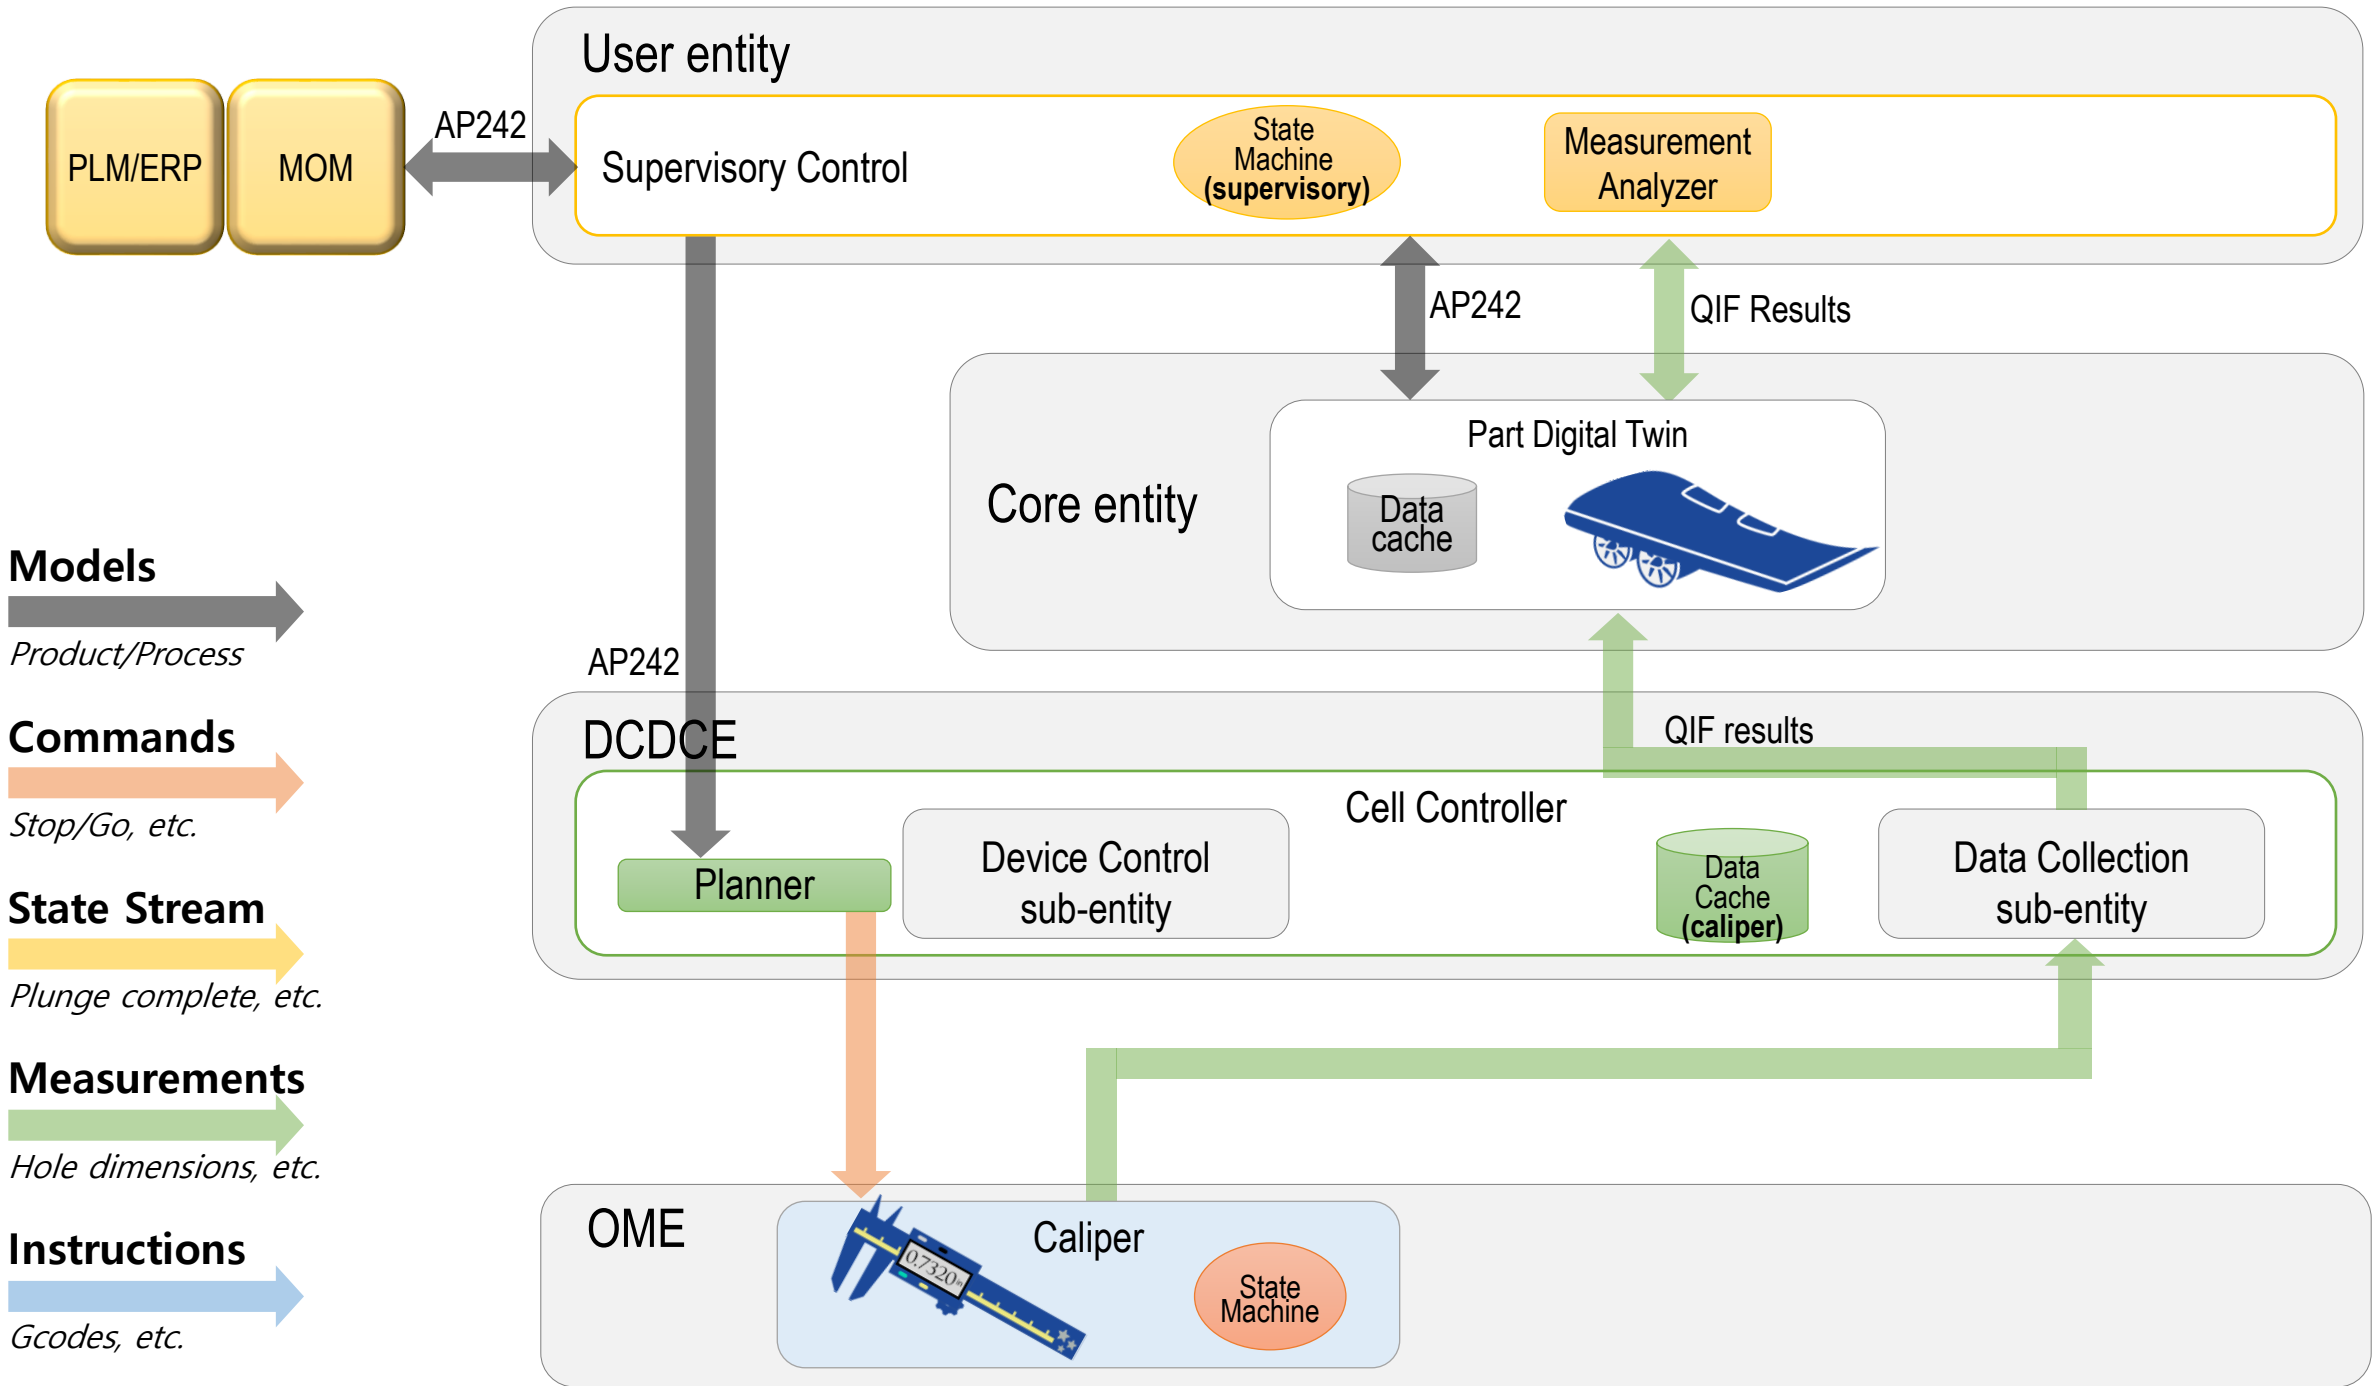 User entity
PLM/ERP
MOM
AP242
Supervisory Control
State
Machine
(supervisory)
Measurement
Analyzer
AP242
QIF Results
Core entity
Part Digital Twin
Data
cache
Models
Product/Process
Commands
Stop/Go, etc.
State Stream
Plunge complete, etc.
Measurements
Hole dimensions, etc.
Instructions
Gcodes, etc.
AP242
DCDCE
QIF results
Cell Controller
Planner
Device Control
sub-entity
Data
Cache
(caliper)
Data Collection
sub-entity
OME
Caliper
0.7320in
State
Machine